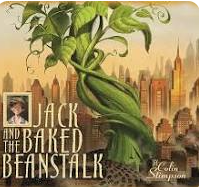 JACK
AND THE BAKED
BEANSTALK
Colin Stimpson